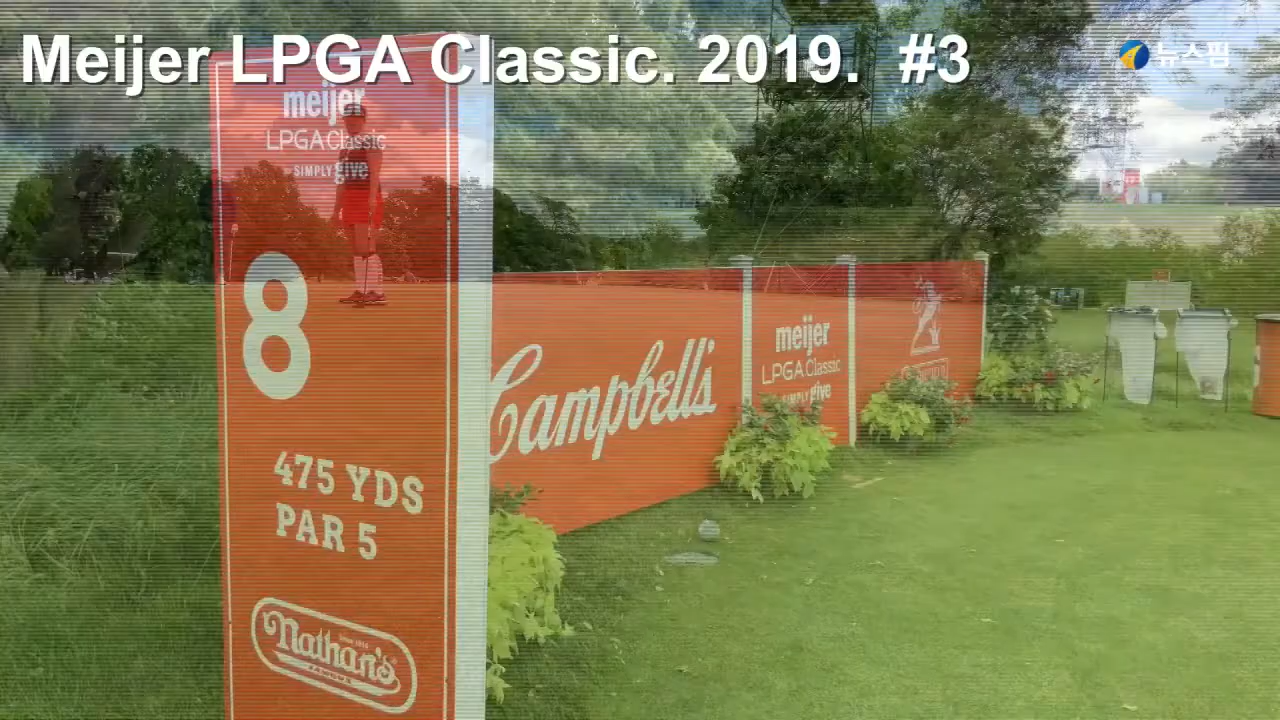 Meijer LPGA Classic. 2019. #3
뉴스핌
meijer
LPGA Classic
SIMPLY give
8
475 YDS
PAR 5
Nathan's
FAMOUS
Campbell's
meijer
LPGA Classic
SIMPLY give